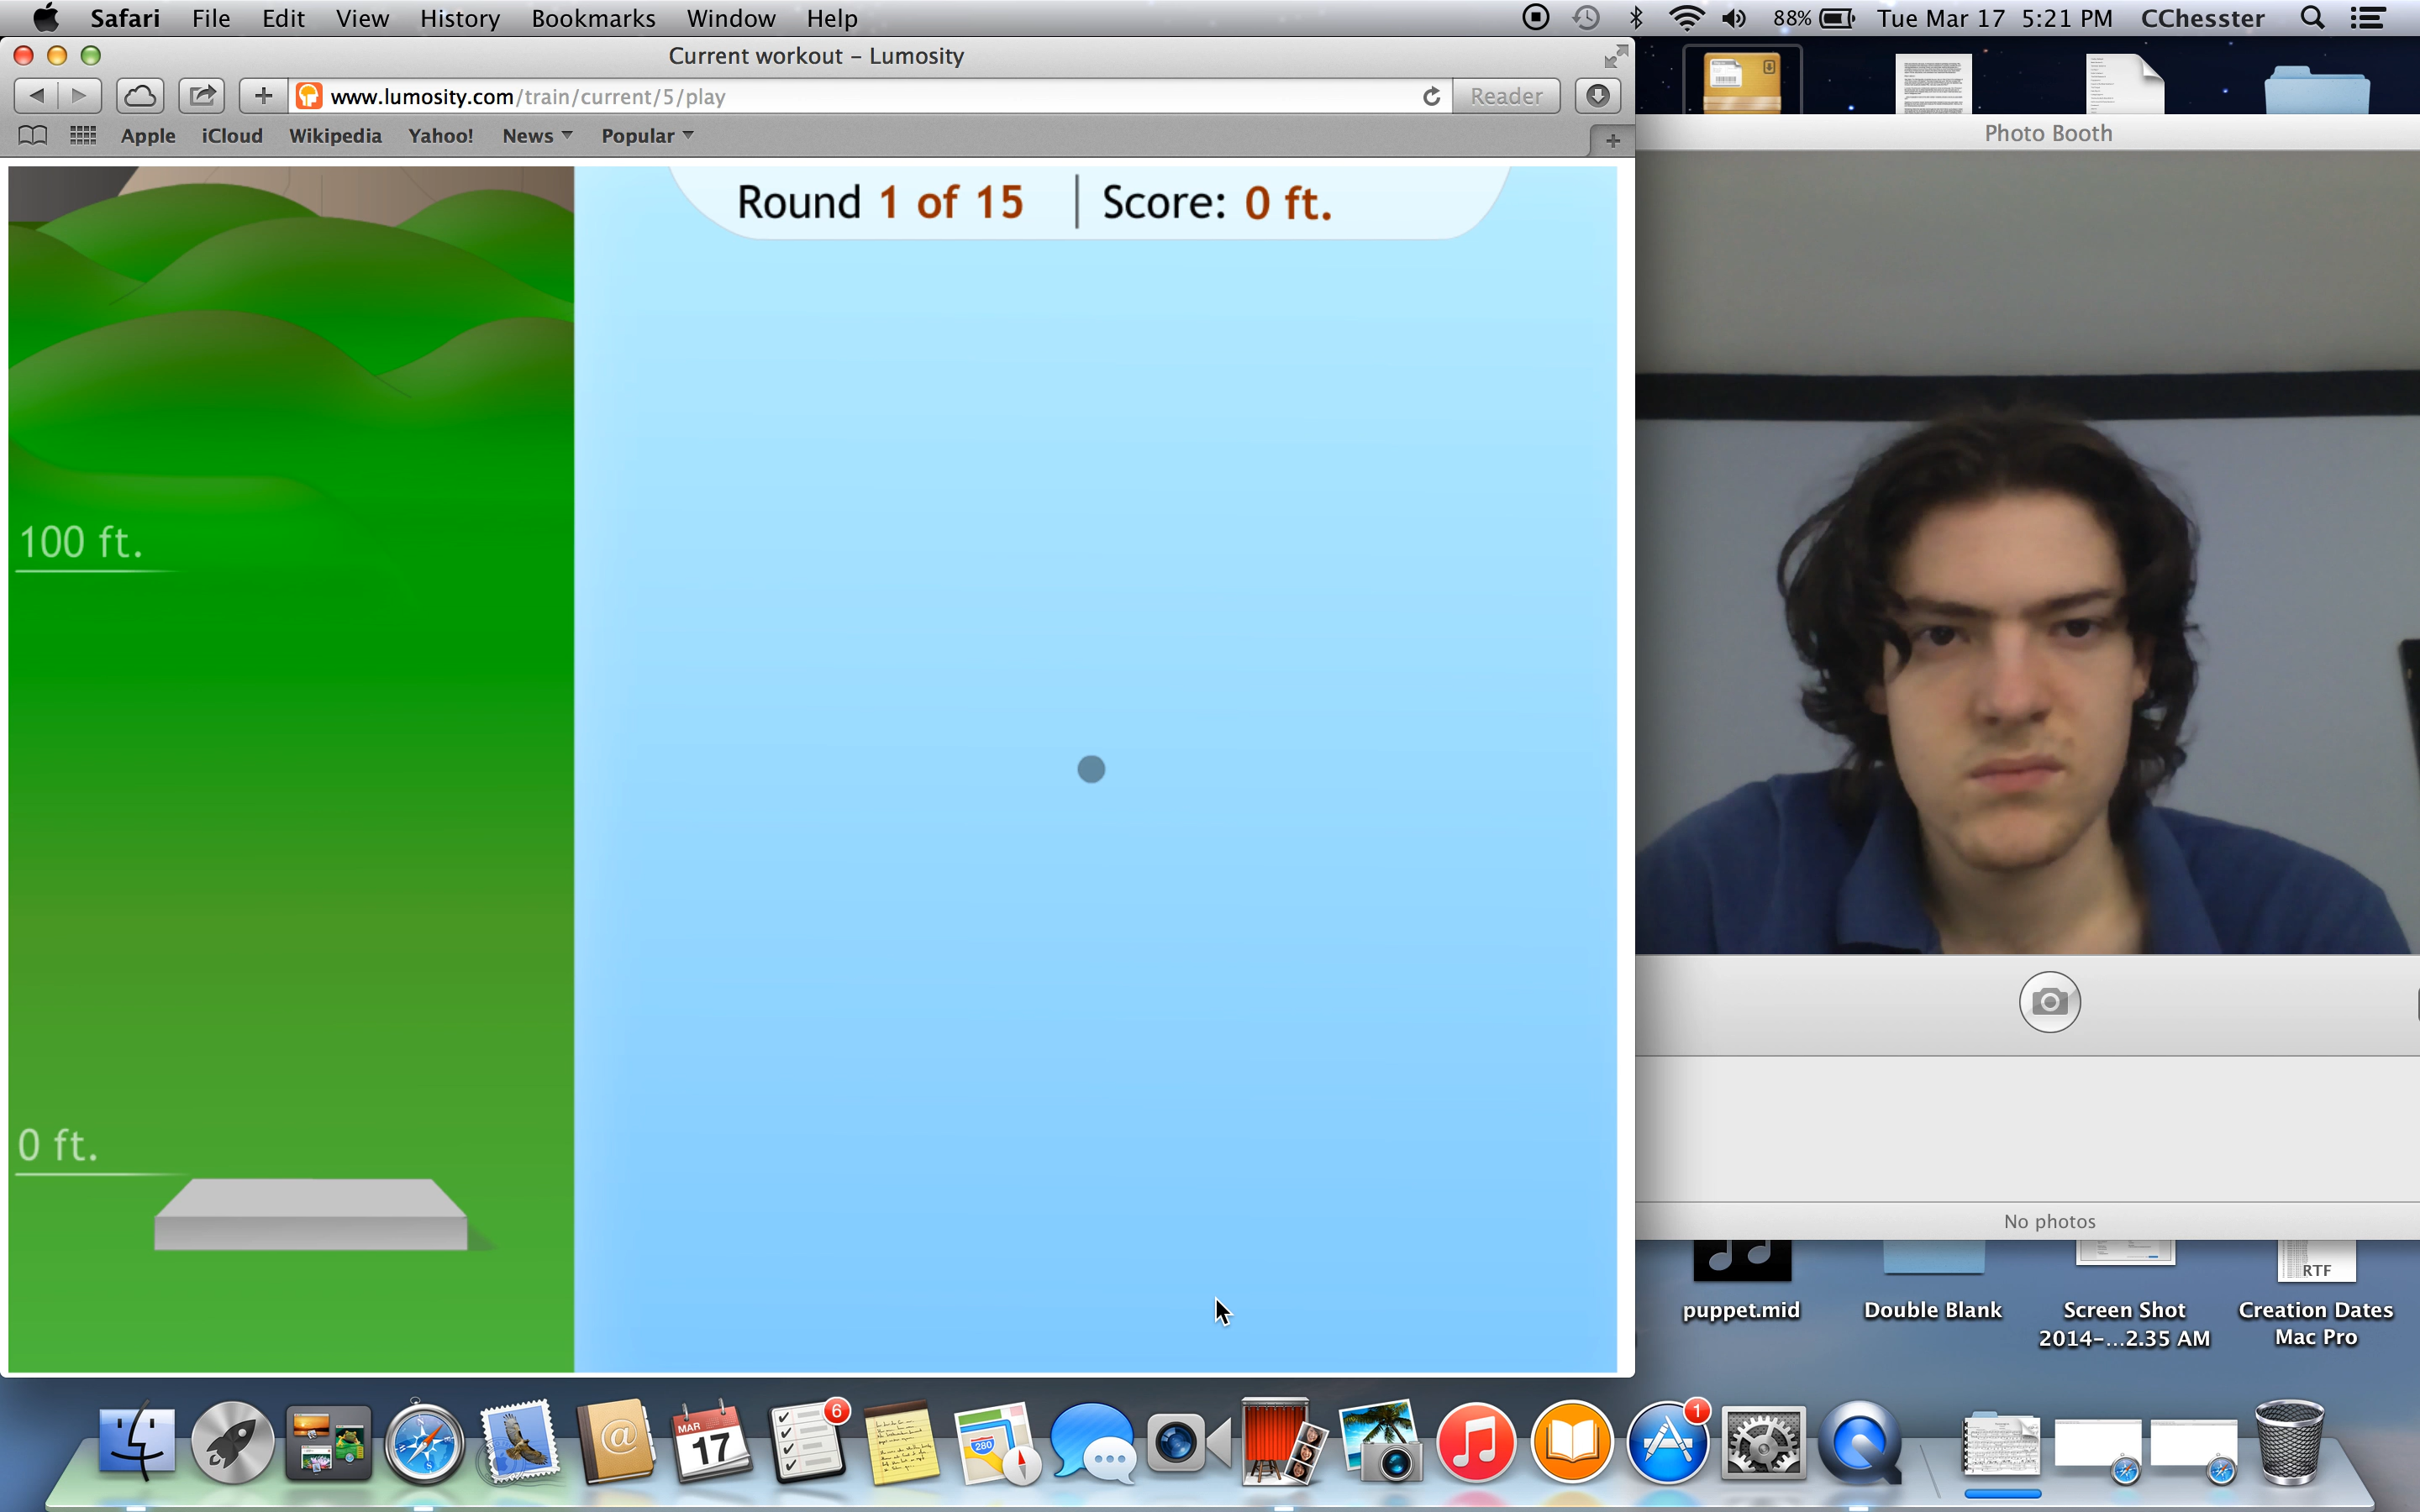 Safari File Edit View History Bookmarks Window Help 88% Tue Mar 17 5:21 PM CChesster
Current workout – Lumosity
www.lumosity.com/train/current/5/play Reader
Apple iCloud Wikipedia Yahoo! News Popular
Photo Booth
Round 1 of 15 Score: 0 ft.
100 ft.
0 ft.
No photos
RTF
puppet.mid
Double Blank
Screen Shot
2014-...2.35 AM
Creation Dates
Mac Pro
MAR
17
6
280
1